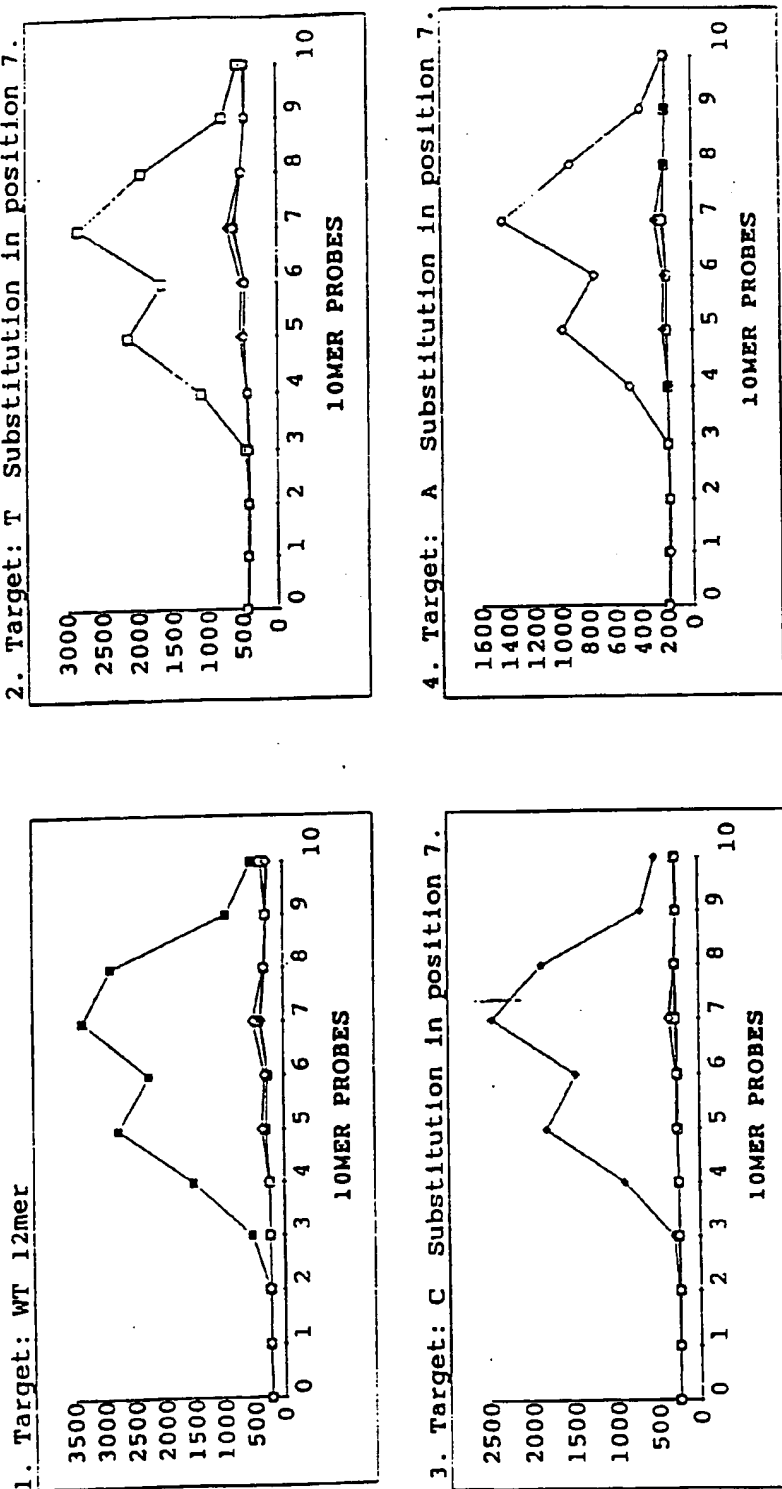 1. Target: WT 12mer
3500
3000
2500
2000
1500
1000
500
0
0 1 2 3 4 5 6 7 8 9 10
10MER PROBES
2. Target: T Substitution in position 7.
3000
2500
2000
1500
1000
500
0
0 1 2 3 4 5 6 7 8 9 10
10MER PROBES
3. Target: C Substitution in position 7.
2500
2000
1500
1000
500
0
0 1 2 3 4 5 6 7 8 9 10
10MER PROBES
4. Target: A Substitution in position 7.
1600
1400
1200
1000
800
600
400
200
0
0 1 2 3 4 5 6 7 8 9 10
10MER PROBES